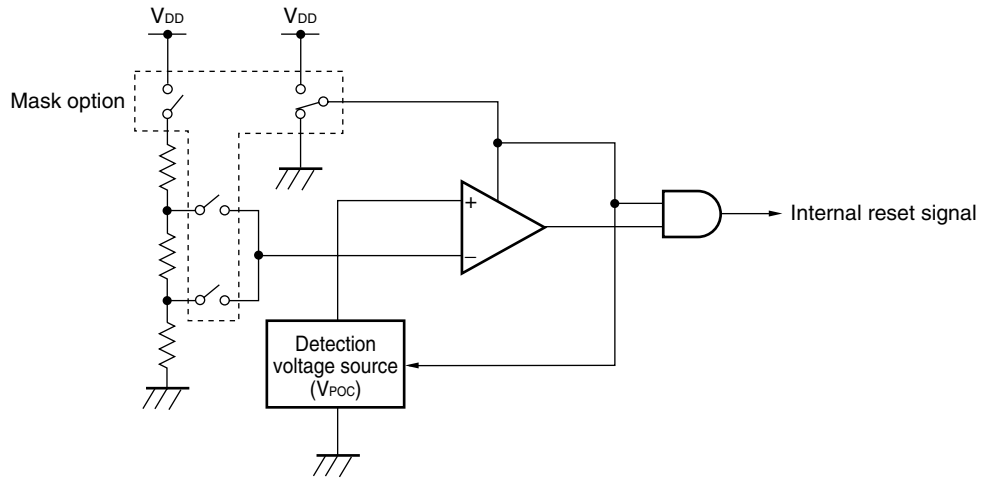 VDD
VDD
Mask option
+
−
Internal reset signal
Detection
voltage source
(VPOC)